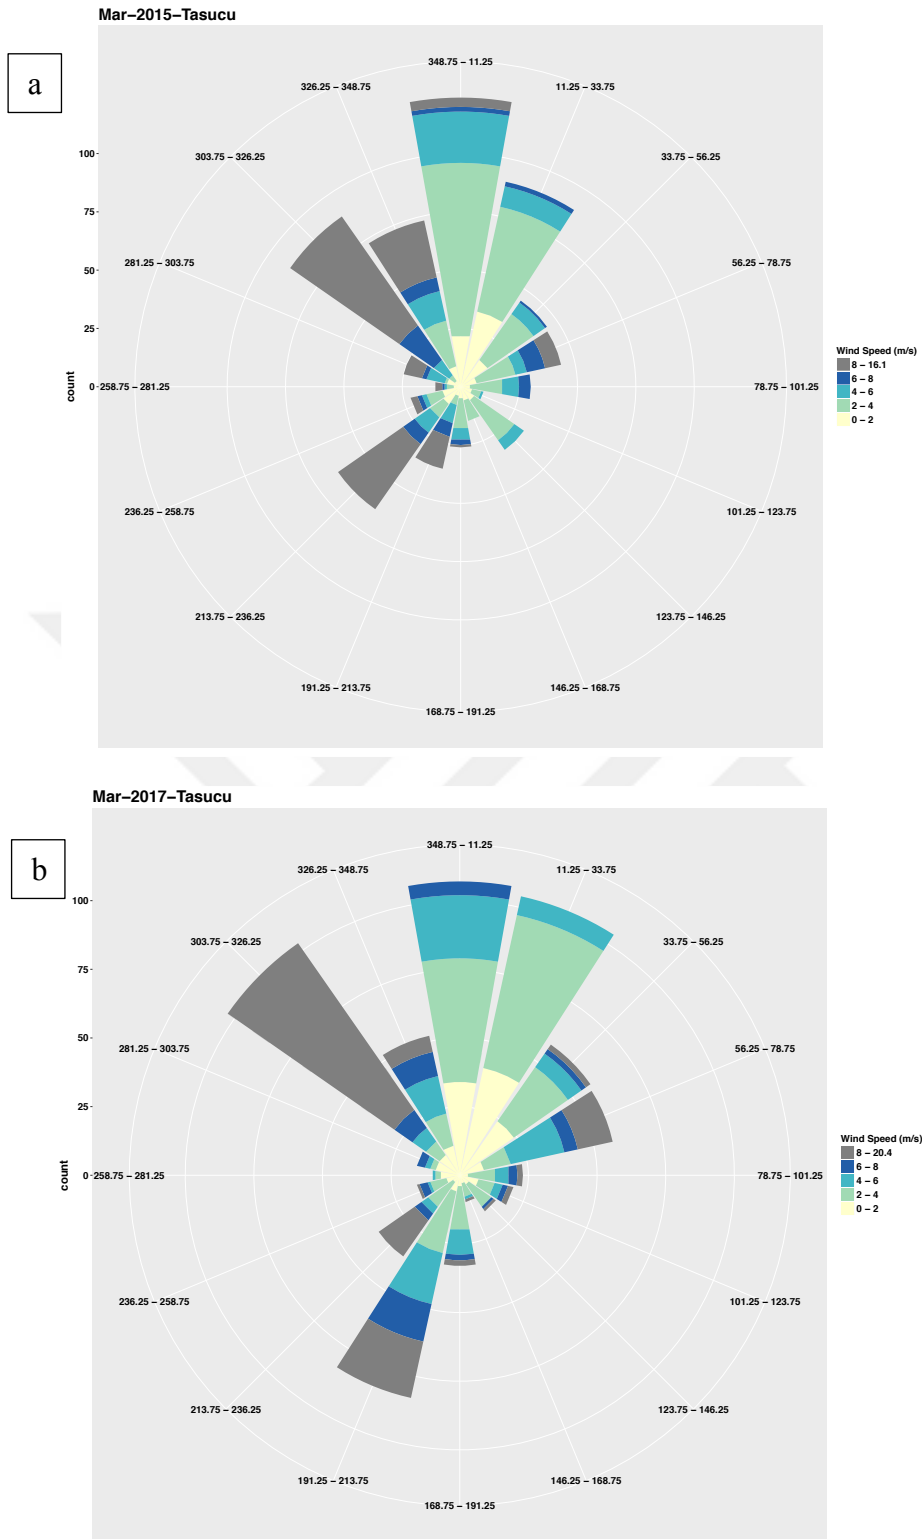 Mar−2015−Tasucu
a
348.75 − 11.25
326.25 − 348.75
11.25 − 33.75
100
303.75 − 326.25
33.75 − 56.25
75
281.25 − 303.75
50
56.25 − 78.75
25
Wind Speed (m/s)
8 − 16.1
6 − 8
4 − 6
2 − 4
0 − 2
count
0
258.75 − 281.25
78.75 − 101.25
236.25 − 258.75
101.25 − 123.75
213.75 − 236.25
123.75 − 146.25
191.25 − 213.75
146.25 − 168.75
168.75 − 191.25
Mar−2017−Tasucu
b
348.75 − 11.25
326.25 − 348.75
11.25 − 33.75
100
303.75 − 326.25
33.75 − 56.25
75
50
281.25 − 303.75
56.25 − 78.75
25
Wind Speed (m/s)
8 − 20.4
6 − 8
4 − 6
2 − 4
0 − 2
count
0
258.75 − 281.25
78.75 − 101.25
236.25 − 258.75
101.25 − 123.75
213.75 − 236.25
123.75 − 146.25
191.25 − 213.75
146.25 − 168.75
168.75 − 191.25